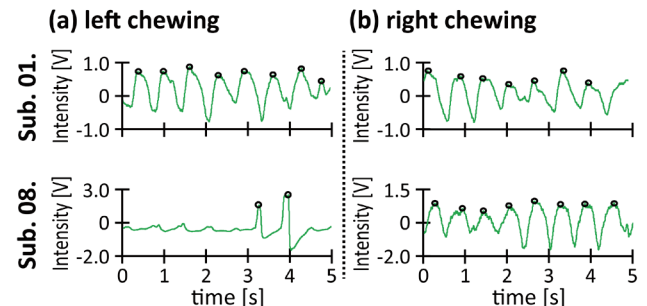 (a) left chewing
(b) right chewing
Sub. 01.
Intensity [V]
1.0
0
-1.0
Intensity [V]
1.0
0
-1.0
Sub. 08.
Intensity [V]
3.0
0
-2.0
0 1 2 3 4 5
time [s]
Intensity [V]
1.5
0
-2.0
0 1 2 3 4 5
time [s]